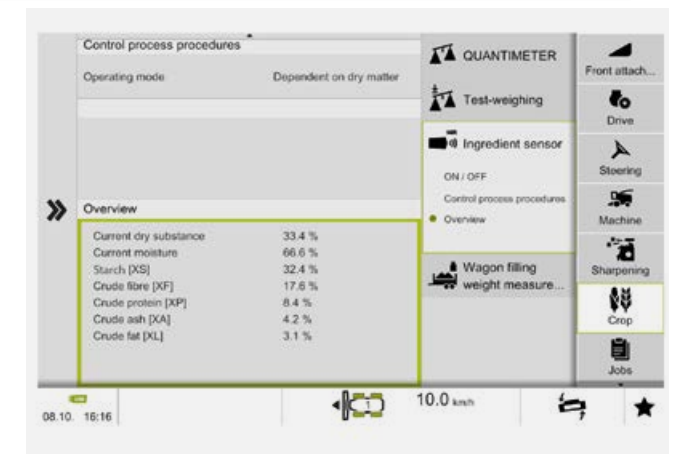 Control process procedures
Operating mode Dependent on dry matter
Overview
Current dry substance 33.4 %
Current moisture 66.6 %
Starch [XS] 32.4 %
Crude fibre [XF] 17.6 %
Crude protein [XP] 8.4 %
Crude ash [XA] 4.2 %
Crude fat [XL] 3.1 %
QUANTIMETER
Test-weighing
Ingredient sensor
ON / OFF
Control process procedures
Overview
Wagon filling
weight measure...
Front attach...
Drive
Steering
Machine
Sharpening
Crop
Jobs
08.10. 16:16
1
10.0 km/h